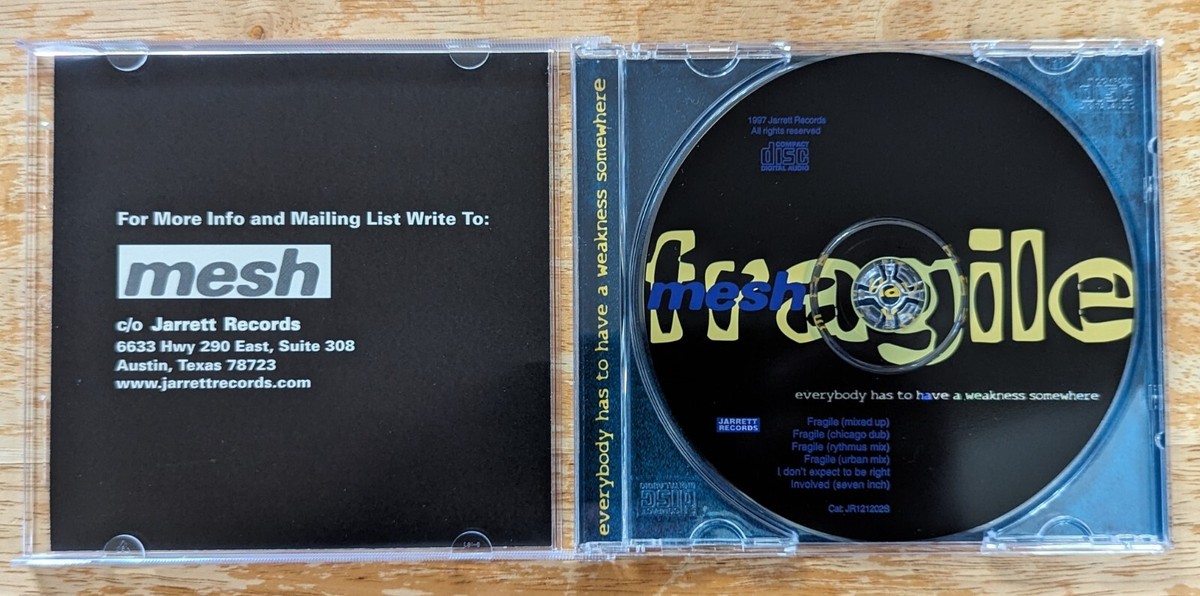 For More Info and Mailing List Write To:
mesh
c/o Jarrett Records
6633 Hwy 290 East, Suite 308
Austin, Texas 78723
www.jarrettrecords.com
everybody has to have a weakness somewhere
1997 Jarrett Records
All rights reserved
COMPACT
disc
DIGITAL AUDIO
fragile
mesh
everybody has to have a weakness somewhere
JARRETT
RECORDS
Fragile (mixed up)
Fragile (chicago dub)
Fragile (rythmus mix)
Fragile (urban mix)
I don't expect to be right
Involved (seven inch)
Cat: JR121202S
COMPACT
disc